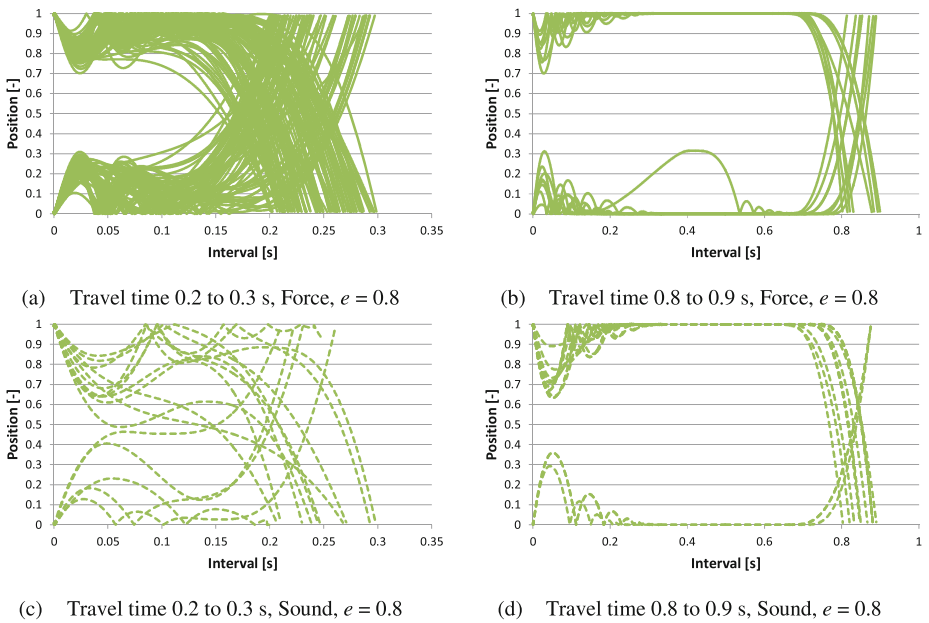 1
0.9
0.8
0.7
0.6
0.5
0.4
0.3
0.2
0.1
0
Position [-]
0 0.05 0.1 0.15 0.2 0.25 0.3 0.35
Interval [s]
(a) Travel time 0.2 to 0.3 s, Force, e = 0.8
1
0.9
0.8
0.7
0.6
0.5
0.4
0.3
0.2
0.1
0
Position [-]
0 0.2 0.4 0.6 0.8 1
Interval [s]
(b) Travel time 0.8 to 0.9 s, Force, e = 0.8
1
0.9
0.8
0.7
0.6
0.5
0.4
0.3
0.2
0.1
0
Position [-]
0 0.05 0.1 0.15 0.2 0.25 0.3 0.35
Interval [s]
(c) Travel time 0.2 to 0.3 s, Sound, e = 0.8
1
0.9
0.8
0.7
0.6
0.5
0.4
0.3
0.2
0.1
0
Position [-]
0 0.2 0.4 0.6 0.8 1
Interval [s]
(d) Travel time 0.8 to 0.9 s, Sound, e = 0.8